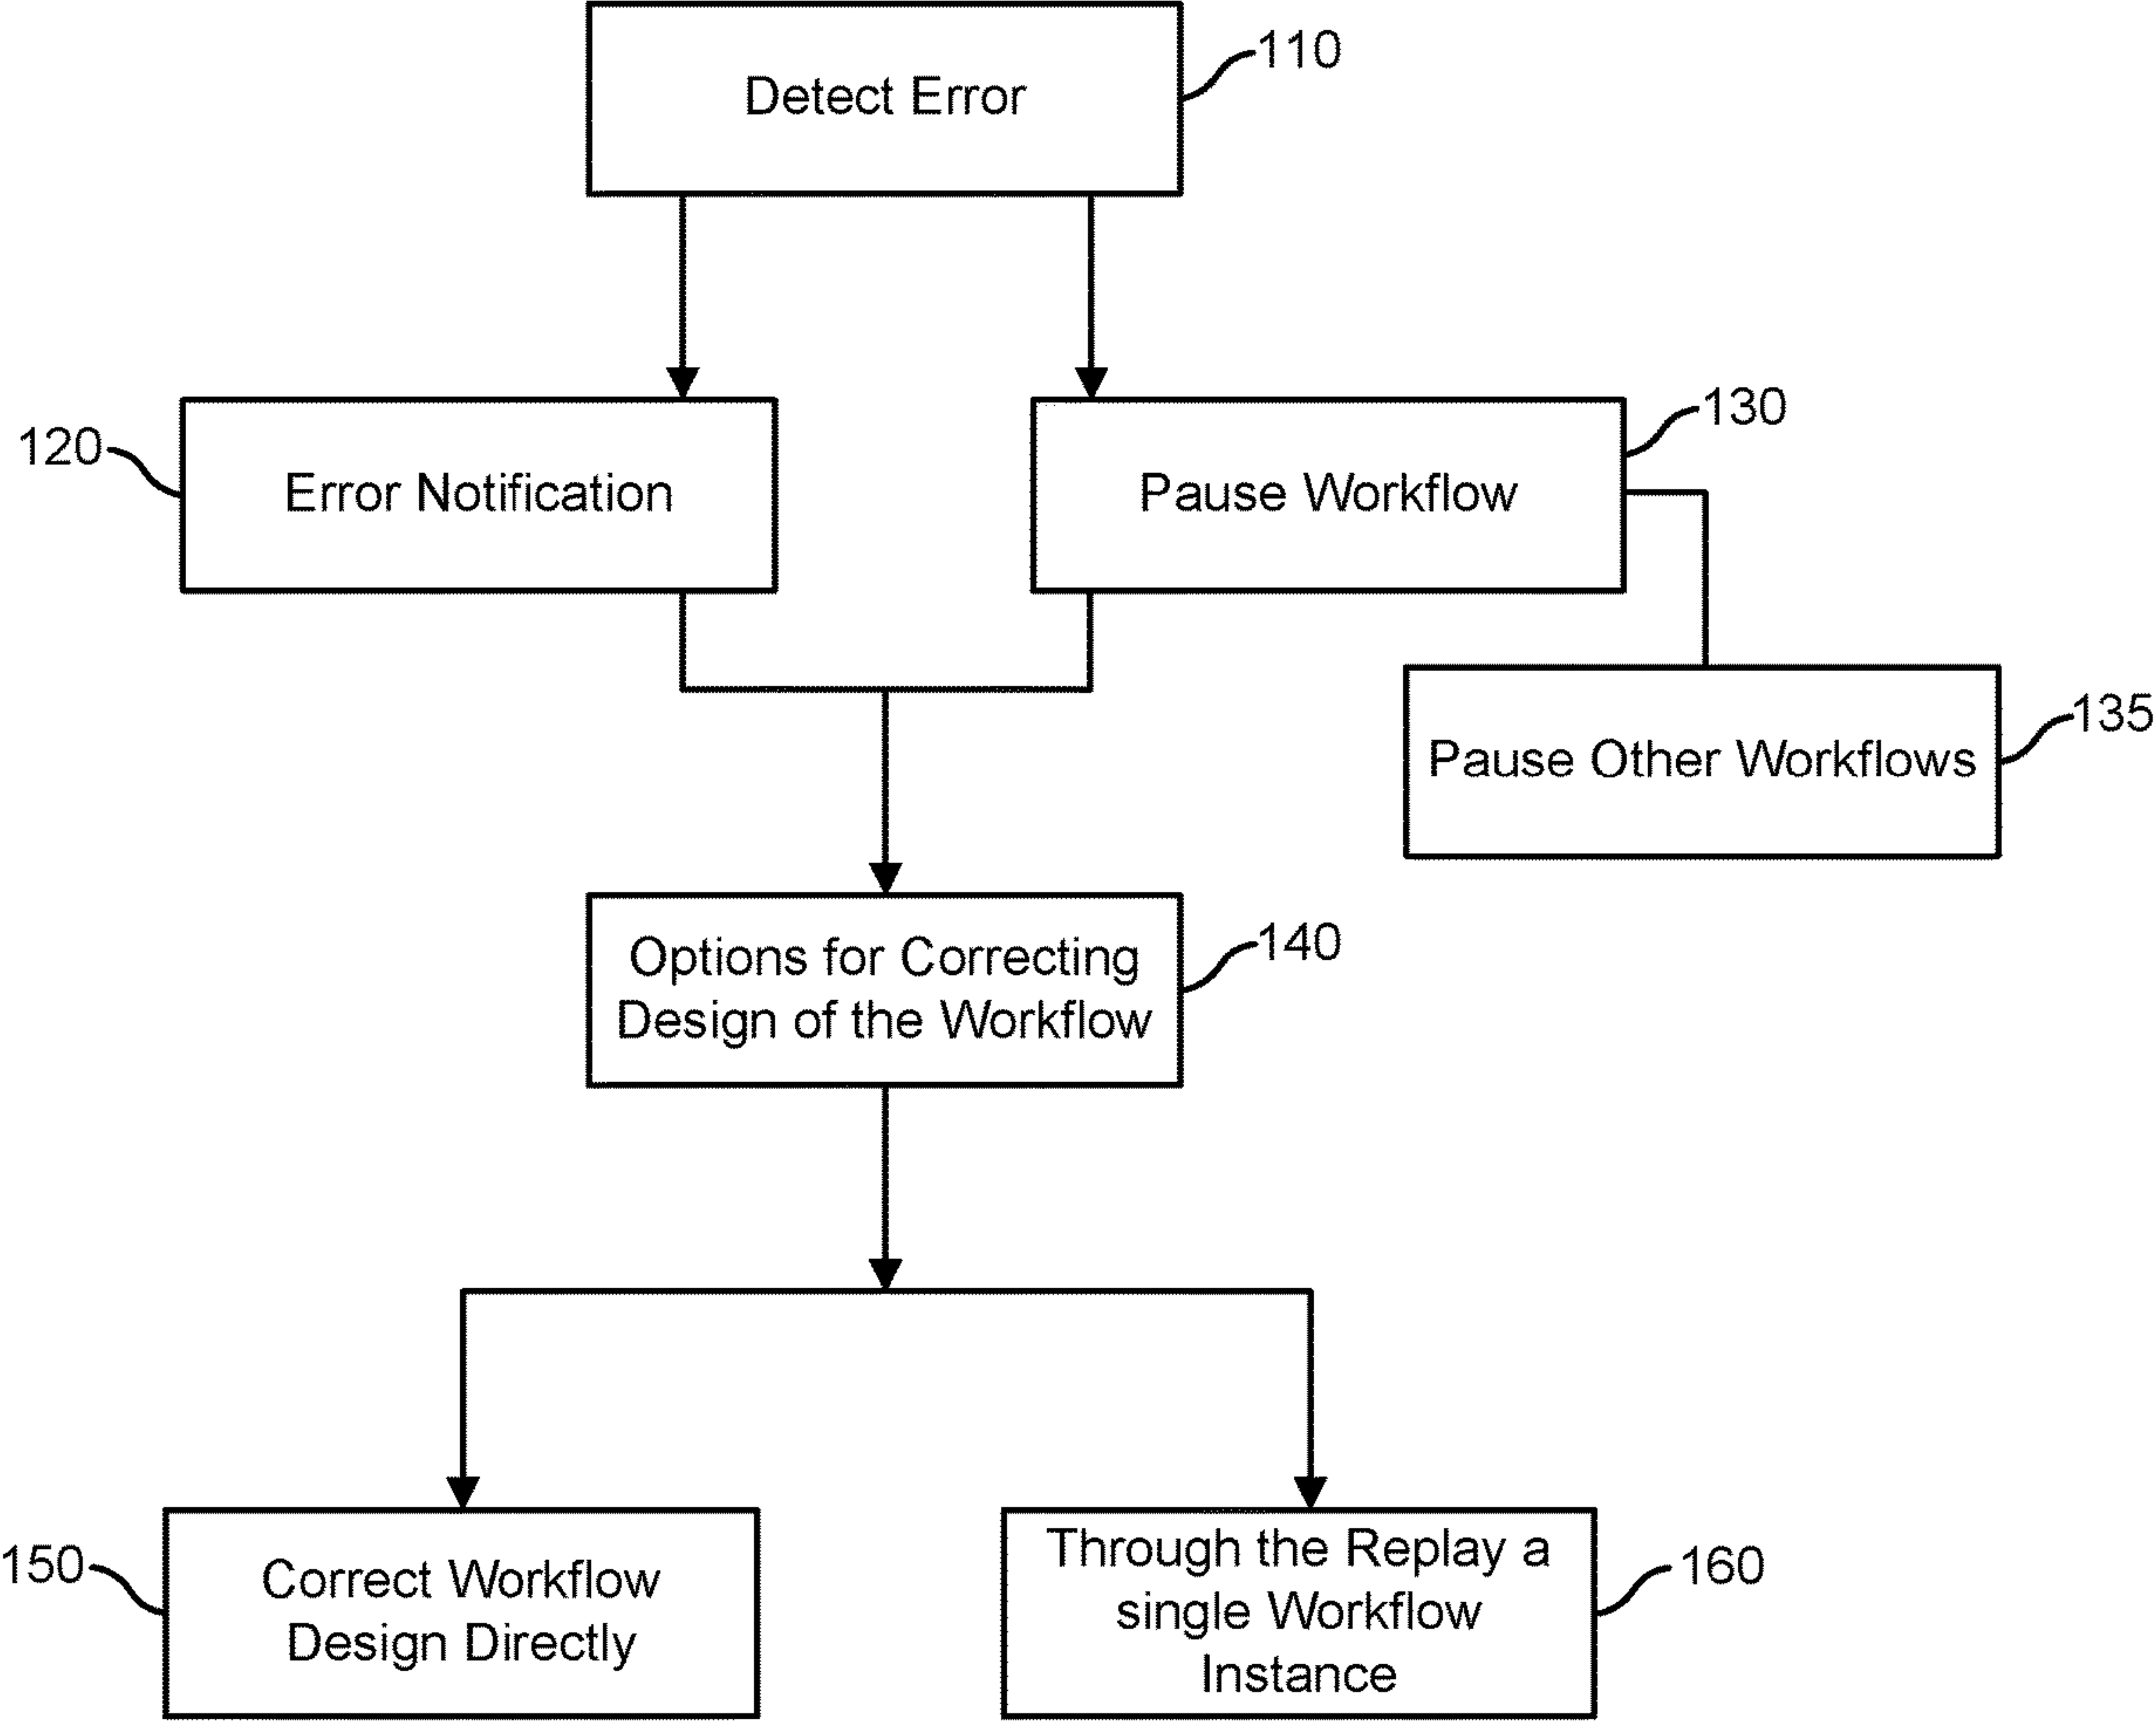 110
Detect Error
130
120
Error Notification
Pause Workflow
135
Pause Other Workflows
140
Options for Correcting
Design of the Workflow
150
Correct Workflow
Design Directly
160
Through the Replay a
single Workflow
Instance